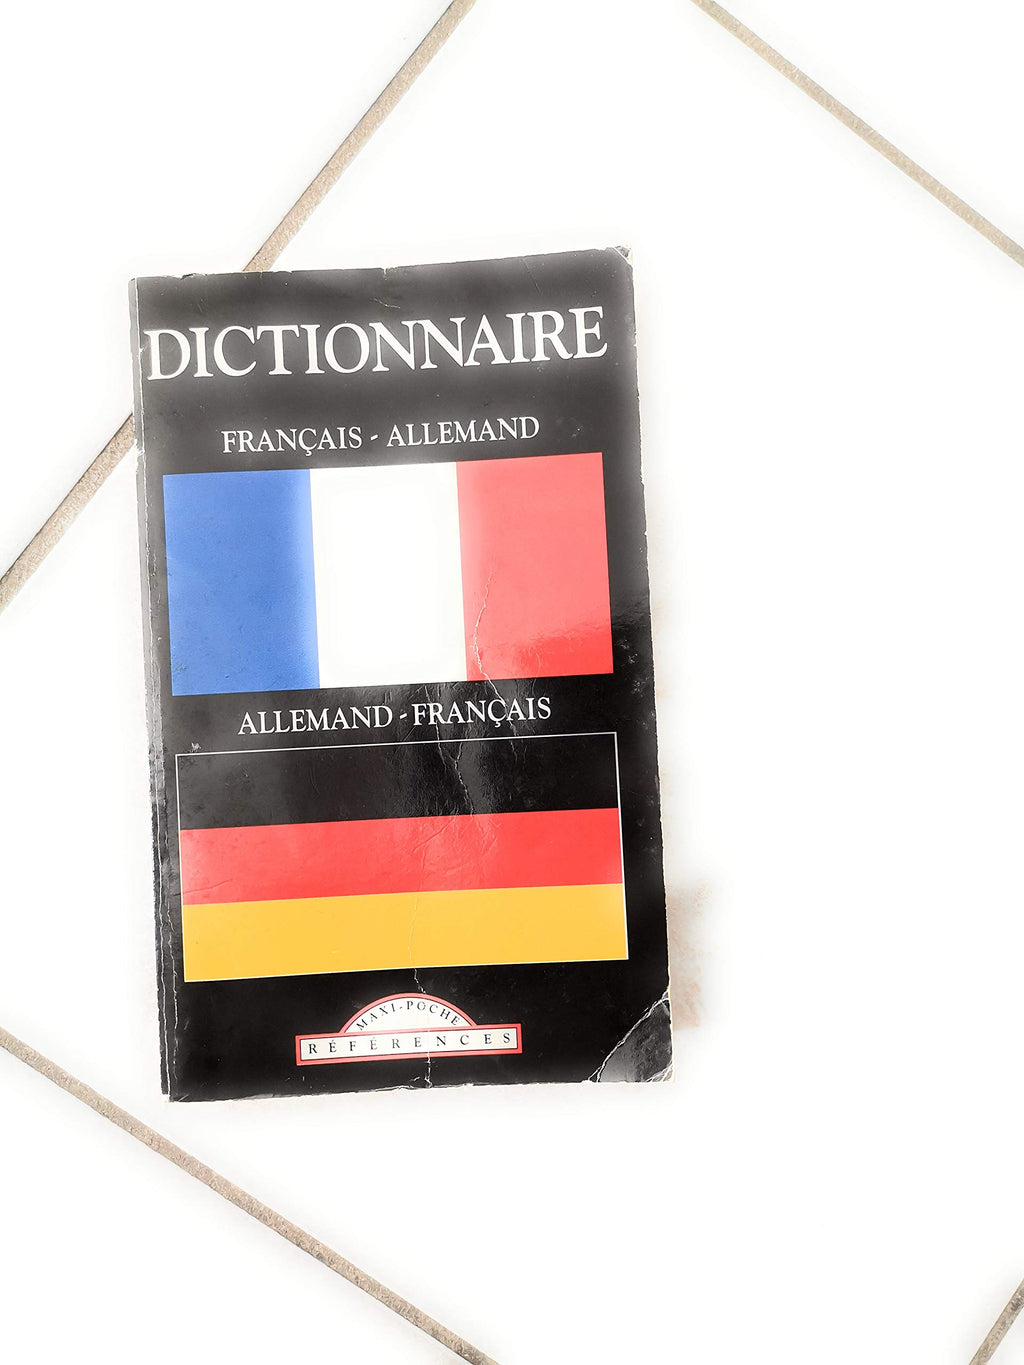 DICTIONNAIRE
FRANÇAIS - ALLEMAND
ALLEMAND - FRANÇAIS
MAXI-POCHE
RÉFÉRENCES